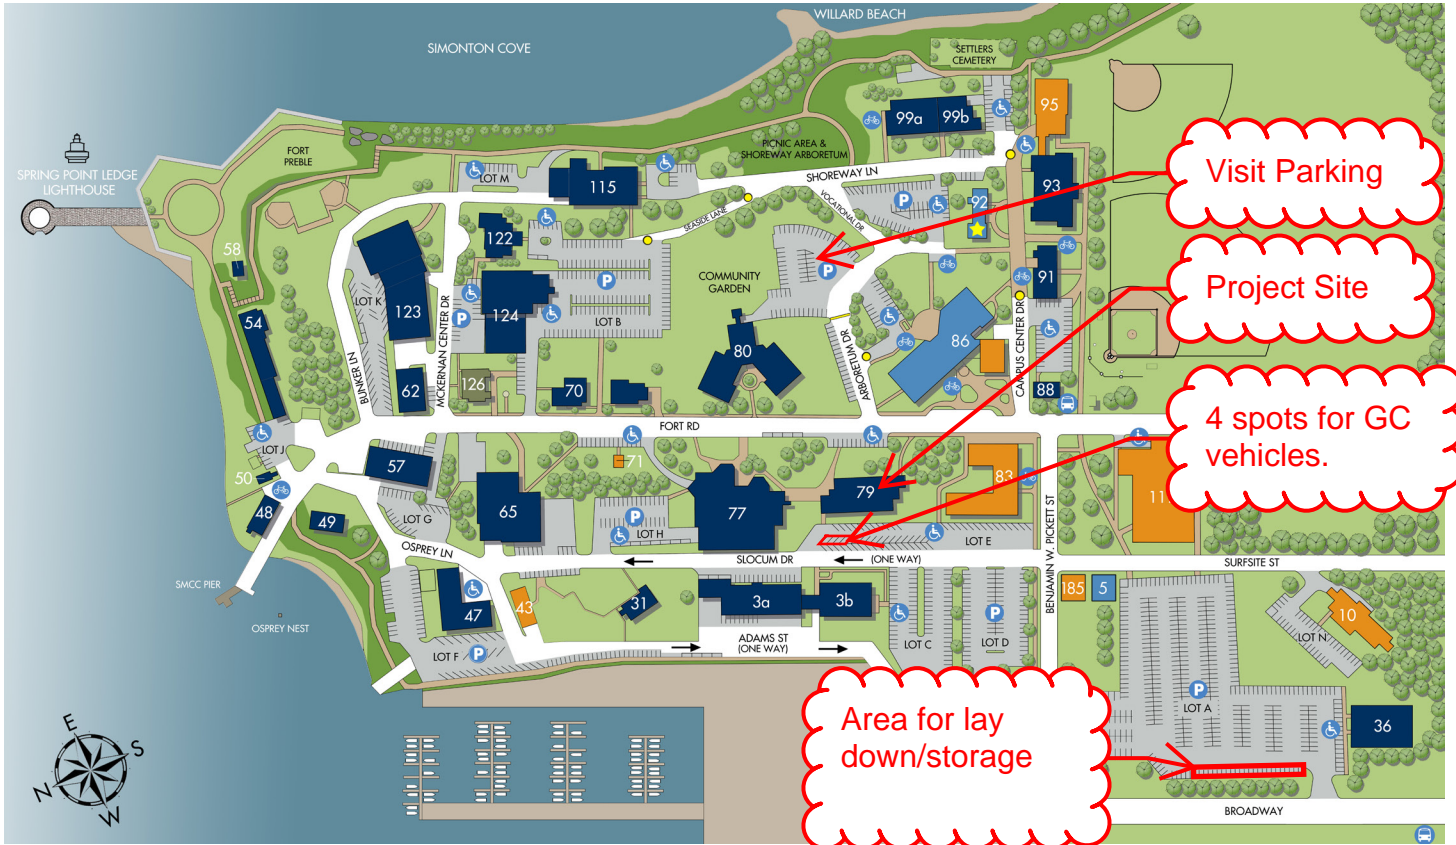 WILLARD BEACH
SIMONTON COVE
SETTLERS
CEMETERY
95
99a
99b
FORT
PREBLE
PICNIC AREA &
SHOREWAY ARBORETUM
SPRING POINT LEDGE
LIGHTHOUSE
LOT M
115
SHOREWAY LN
93
Visit Parking
VOCATIONAL DR
P
92
SEASIDE LANE
58
122
COMMUNITY
GARDEN
P
91
Project Site
P
LOT K
123
MCKERNAN CENTER DR
P
124
LOT B
54
80
ARBORETUM DR
86
CAMPUS CENTER DR
BUNKER LN
62
126
70
88
4 spots for GC
vehicles.
FORT RD
LOT J
57
71
50
79
83
11
48
49
LOT G
65
P
LOT H
77
LOT E
OSPREY LN
SLOCUM DR
(ONE WAY)
BENJAMIN W. PICKETT ST
SURFSITE ST
SMCC PIER
OSPREY NEST
47
43
31
3a
3b
P
185
5
10
LOT N
LOT F
P
ADAMS ST
(ONE WAY)
LOT C
LOT D
P
LOT A
36
Area for lay
down/storage
E
S
N
W
BROADWAY